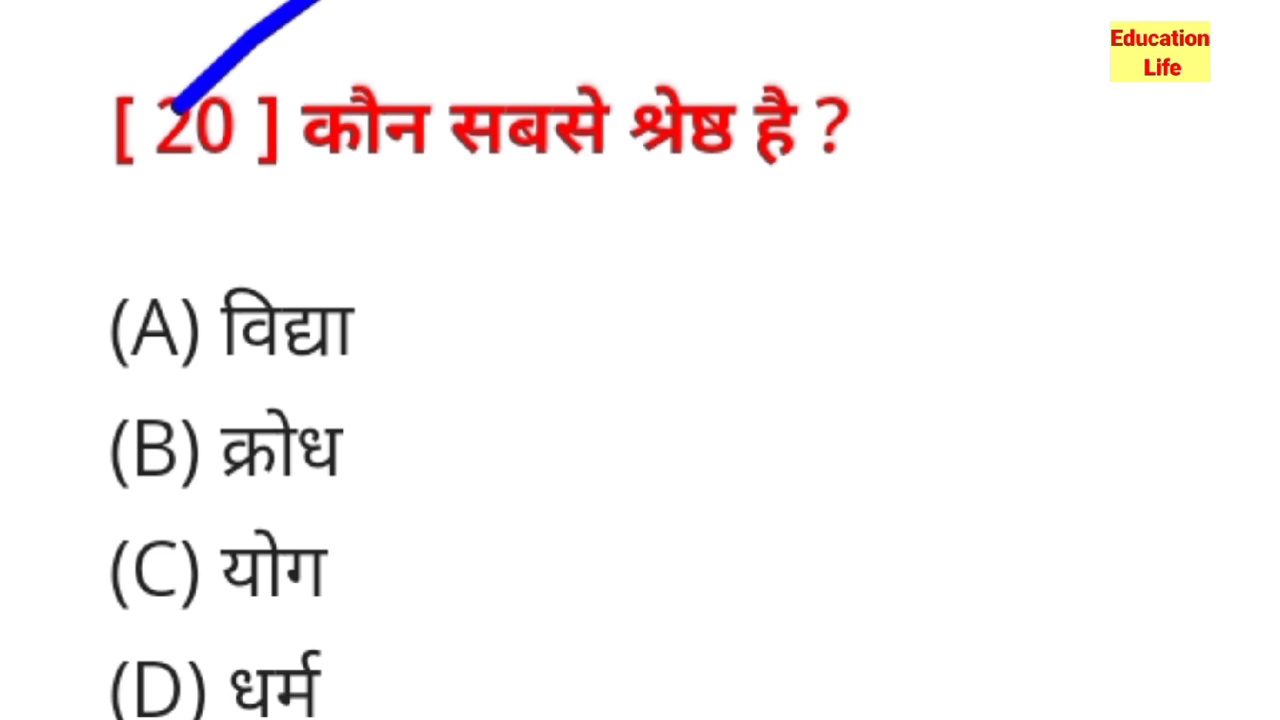 Education
Life
[ 20 ] कौन सबसे श्रेष्ठ है ?
(A) विद्या
(B) क्रोध
(C) योग
(D) धर्म